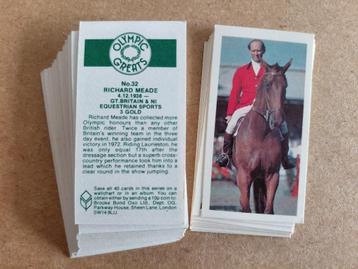 OLYMPIC
GREATS
No.32
RICHARD MEADE
4.12.1938 —
GT.BRITAIN & NI
EQUESTRIAN SPORTS
3 GOLD
Richard Meade has collected more
Olympic honours than any other
British rider. Twice a member of
Britain's winning team in the three
day event, he also gained individual
victory in 1972. Riding Laurieston, he
was only equal 17th after the
dressage section but a superb cross-
country performance took him into a
lead which he retained thanks to a
clear round in the show jumping.
Save all 40 cards in this series on a
wallchart or in an album. You can
obtain either by sending a 10p coin to:
Brooke Bond Oxo Ltd., Dept. OG,
Parkway House, Sheen Lane, London
SW14 8LU